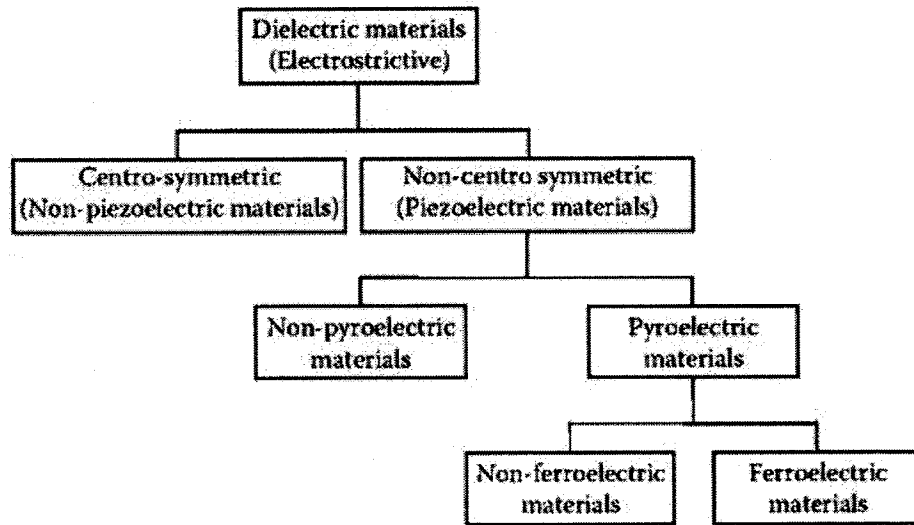 Dielectric materials
(Electrostrictive)
Centro-symmetric
(Non-piezoelectric materials)
Non-centro symmetric
(Piezoelectric materials)
Non-pyroelectric
materials
Pyroelectric
materials
Non-ferroelectric
materials
Ferroelectric
materials